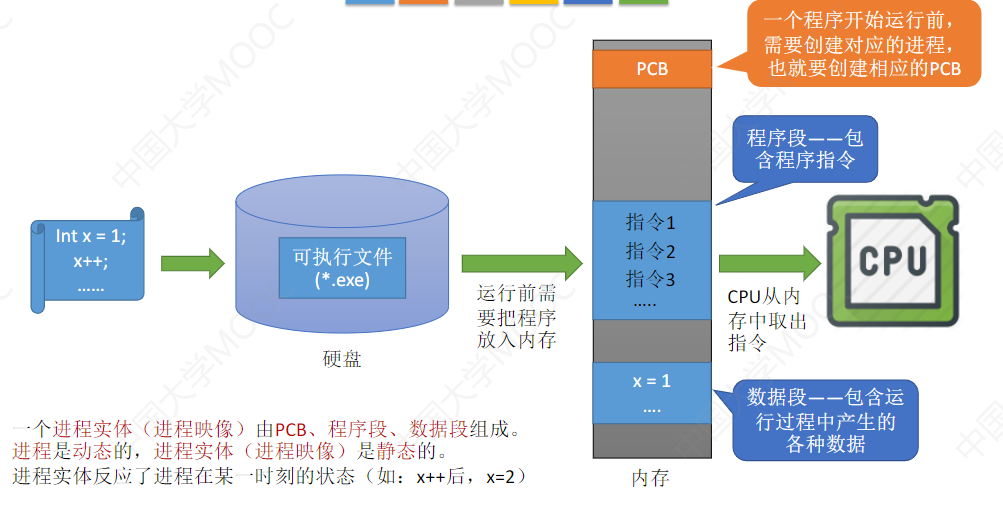 一个程序开始运行前，
需要创建对应的进程，
也就要创建相应的PCB
PCB
程序段——包
含程序指令
Int x = 1;
x++;
……
可执行文件
(*.exe)
硬盘
运行前需
要把程序
放入内存
指令1
指令2
指令3
…..
CPU从内
存中取出
指令
CPU
x = 1
….
数据段——包含运
行过程中产生的
各种数据
内存
一个进程实体（进程映像）由PCB、程序段、数据段组成。
进程是动态的，进程实体（进程映像）是静态的。
进程实体反应了进程在某一时刻的状态（如：x++后，x=2）
中国大学MOOC